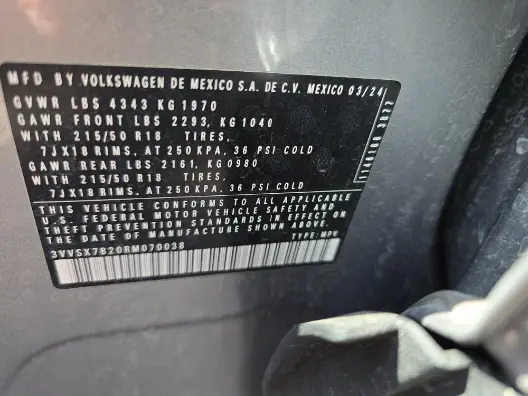 MFD BY VOLKSWAGEN DE MEXICO S.A. DE C.V. MEXICO 03/24
GVWR LBS 4343 KG 1970
GAWR FRONT LBS 2293, KG 1040
WITH 215/50 R18 TIRES,
7JX18 RIMS, AT 250 KPA, 36 PSI COLD
GAWR REAR LBS 2161, KG 0980
WITH 215/50 R18 TIRES,
7JX18 RIMS, AT 250 KPA, 36 PSI COLD
THIS VEHICLE CONFORMS TO ALL APPLICABLE
U.S. FEDERAL MOTOR VEHICLE SAFETY AND
THEFT PREVENTION STANDARDS IN EFFECT ON
THE DATE OF MANUFACTURE SHOWN ABOVE.
3VVSX7B20RM070038 TYPE: MPV